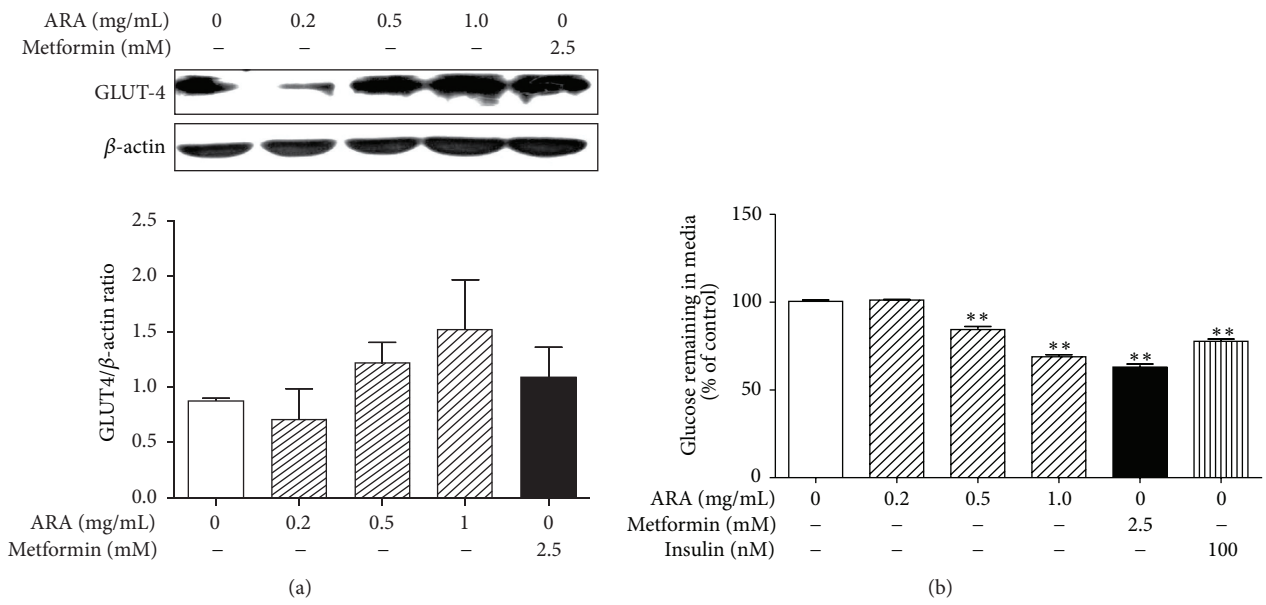 ARA (mg/mL) 0 0.2 0.5 1.0 0
Metformin (mM) – – – – 2.5
GLUT-4
β-actin
GLUT4/β-actin ratio
2.5
2.0
1.5
1.0
0.5
0.0
ARA (mg/mL) 0 0.2 0.5 1 0
Metformin (mM) – – – – 2.5
(a)
Glucose remaining in media
(% of control)
150
100
50
0
** ** ** **
ARA (mg/mL) 0 0.2 0.5 1.0 0 0
Metformin (mM) – – – – 2.5 –
Insulin (nM) – – – – – 100
(b)